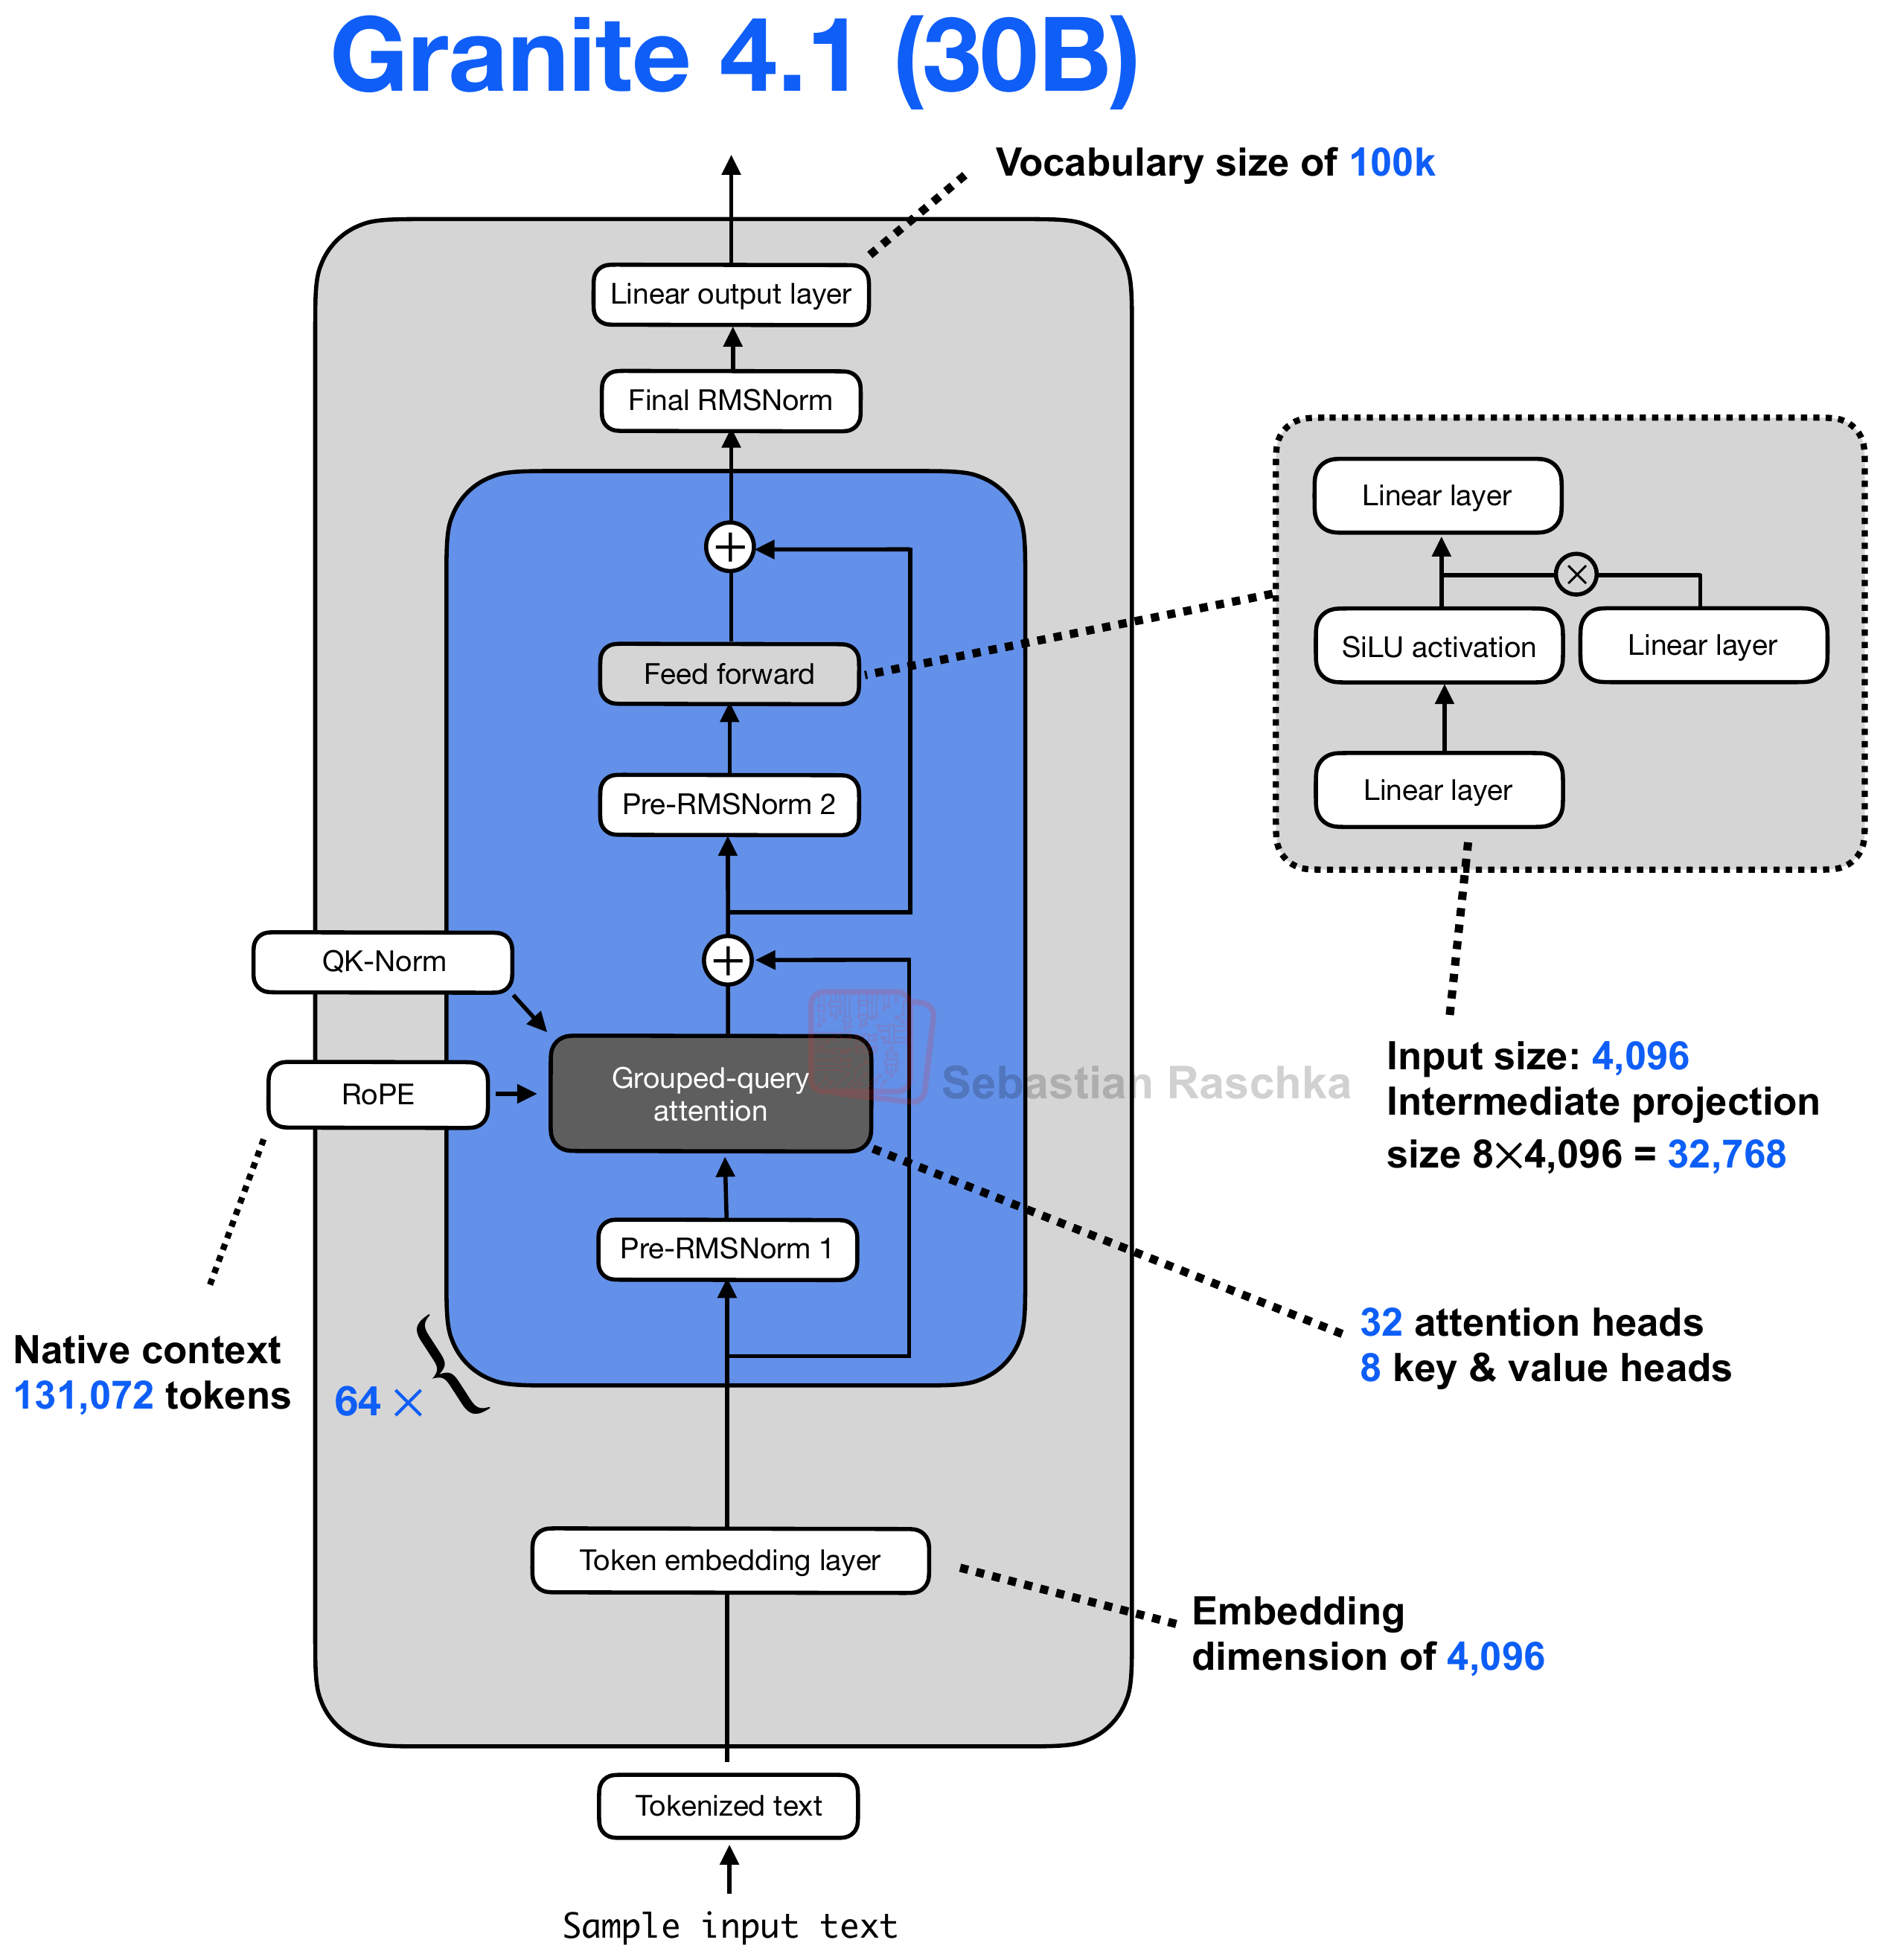 Granite 4.1 (30B)
Vocabulary size of 100k
Linear output layer
Final RMSNorm
Feed forward
Pre-RMSNorm 2
QK-Norm
RoPE
Grouped-query
attention
Pre-RMSNorm 1
Native context
131,072 tokens
64 ×
Token embedding layer
Tokenized text
Sample input text
Linear layer
SiLU activation
Linear layer
Linear layer
Input size: 4,096
Intermediate projection
size 8×4,096 = 32,768
Sebastian Raschka
32 attention heads
8 key & value heads
Embedding
dimension of 4,096